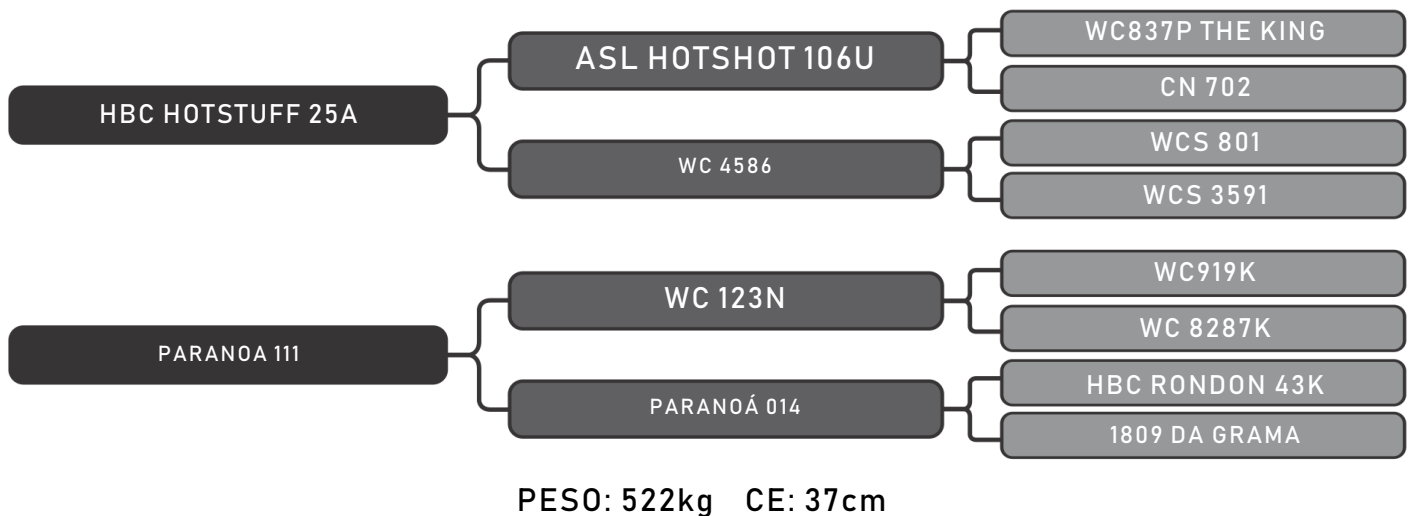 WC837P THE KING
ASL HOTSHOT 106U
CN 702
HBC HOTSTUFF 25A
WCS 801
WC 4586
WCS 3591
WC919K
WC 123N
WC 8287K
PARANOA 111
HBC RONDON 43K
PARANOÁ 014
1809 DA GRAMA
PESO: 522kg CE: 37cm